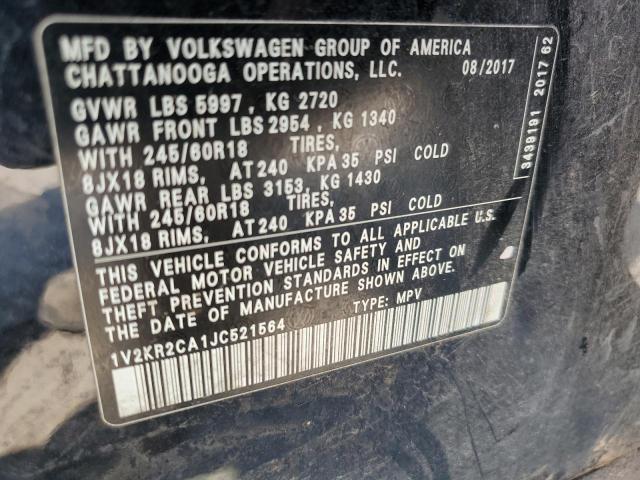 MFD BY VOLKSWAGEN GROUP OF AMERICA
CHATTANOOGA OPERATIONS, LLC. 08/2017
GVWR LBS 5997, KG 2720
GAWR FRONT LBS 2954, KG 1340
WITH 245/60R18 TIRES,
8JX18 RIMS, AT 240 KPA 35 PSI COLD
GAWR REAR LBS 3153, KG 1430
WITH 245/60R18 TIRES,
8JX18 RIMS, AT 240 KPA 35 PSI COLD
THIS VEHICLE CONFORMS TO ALL APPLICABLE U.S.
FEDERAL MOTOR VEHICLE SAFETY AND
THEFT PREVENTION STANDARDS IN EFFECT ON
THE DATE OF MANUFACTURE SHOWN ABOVE.
TYPE: MPV
1V2KR2CA1JC521564
3439191 2017 62